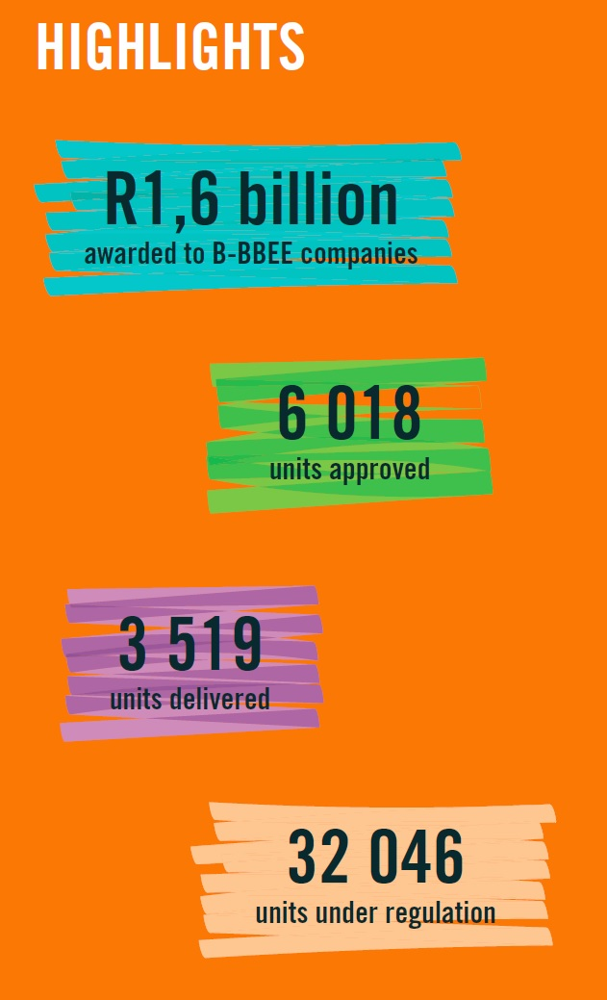 HIGHLIGHTS
R1,6 billion
awarded to B-BBEE companies
6 018
units approved
3 519
units delivered
32 046
units under regulation